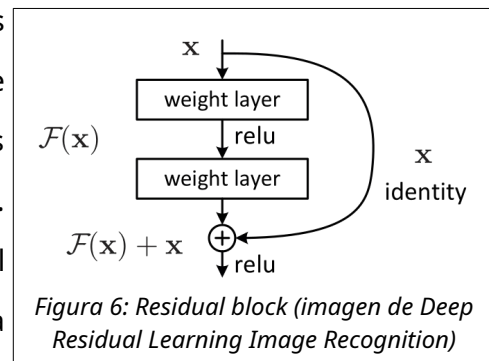 s
x
e
weight layer
s
F(x)
relu
x
weight layer
identity
.
l
F(x) + x
+
relu
a
Figura 6: Residual block (imagen de Deep
Residual Learning Image Recognition)